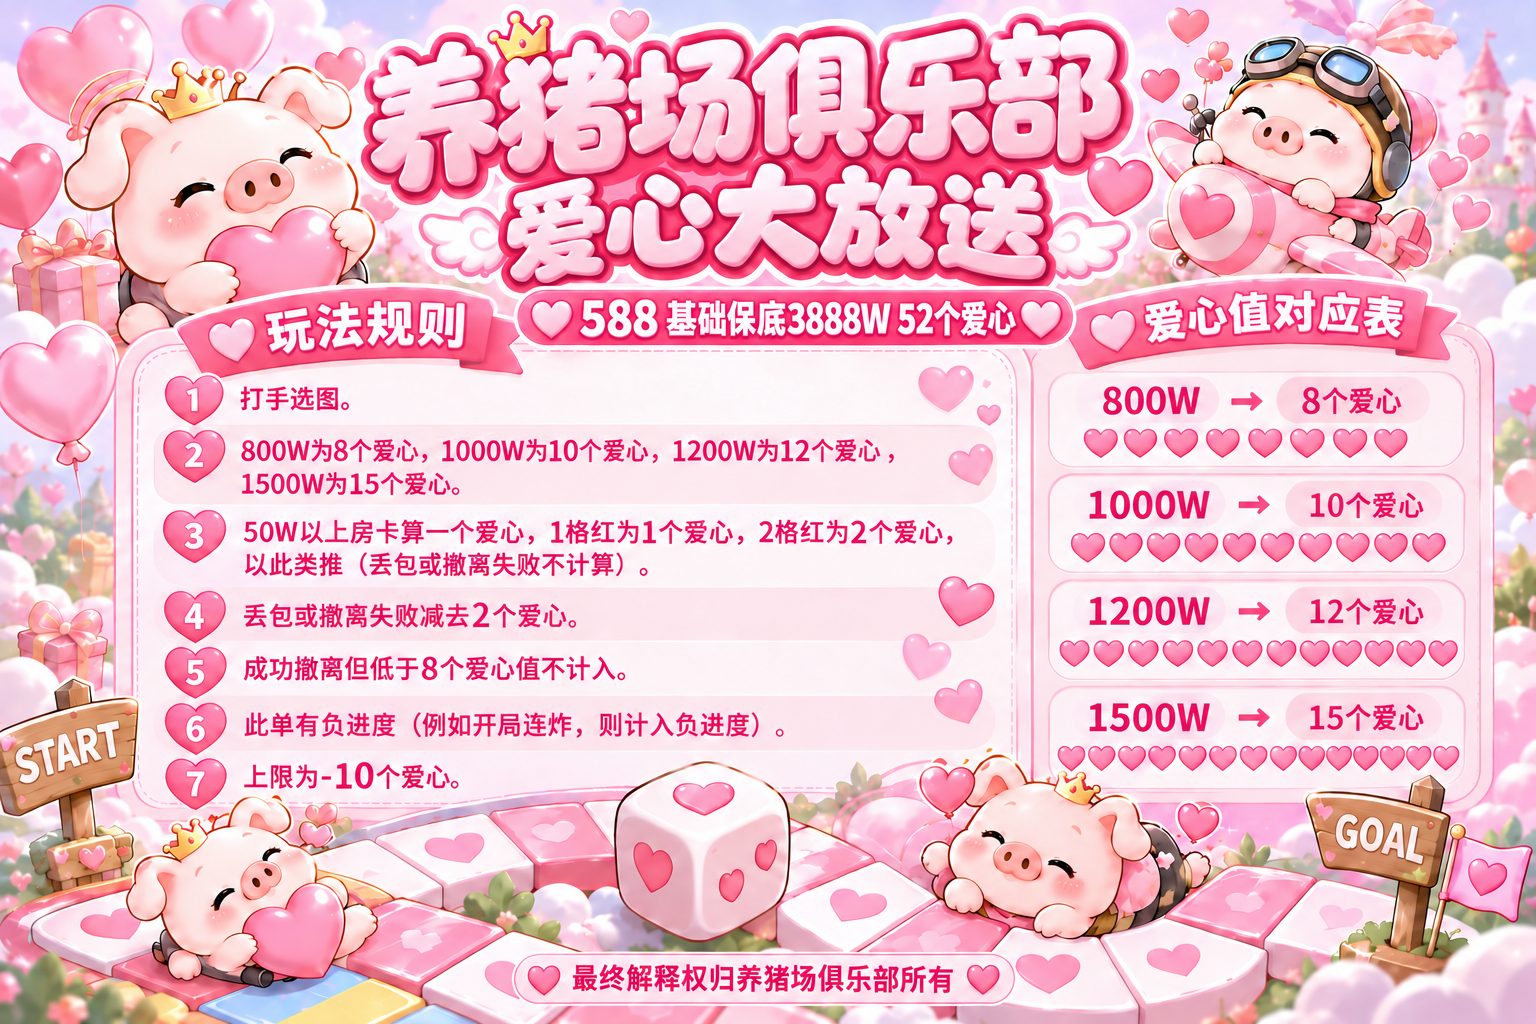 养猪场俱乐部
爱心大放送
588 基础保底3888W 52个爱心
玩法规则
1 打手选图。
2 800W为8个爱心，1000W为10个爱心，1200W为12个爱心，
1500W为15个爱心。
3 50W以上房卡算一个爱心，1格红为1个爱心，2格红为2个爱心，
以此类推（丢包或撤离失败不计算）。
4 丢包或撤离失败减去2个爱心。
5 成功撤离但低于8个爱心值不计入。
6 此单有负进度（例如开局连炸，则计入负进度）。
7 上限为-10个爱心。
爱心值对应表
800W → 8个爱心
1000W → 10个爱心
1200W → 12个爱心
1500W → 15个爱心
START
GOAL
最终解释权归养猪场俱乐部所有